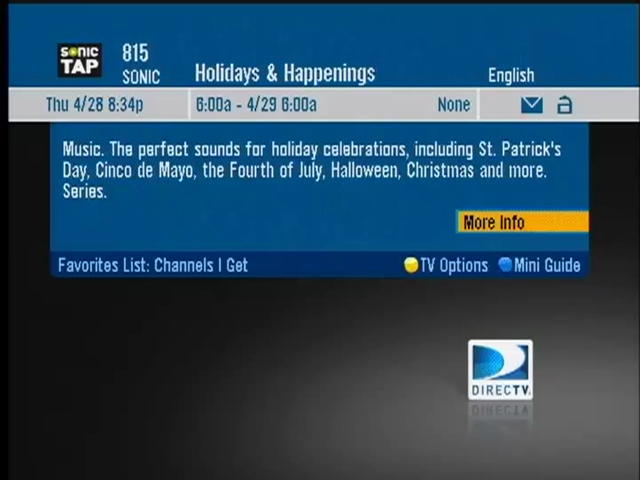 SONIC TAP
815
SONIC
Holidays & Happenings
English
Thu 4/28 8:34p
6:00a - 4/29 6:00a
None
Music. The perfect sounds for holiday celebrations, including St. Patrick's
Day, Cinco de Mayo, the Fourth of July, Halloween, Christmas and more.
Series.
More Info
Favorites List: Channels I Get
TV Options
Mini Guide
DIRECTV